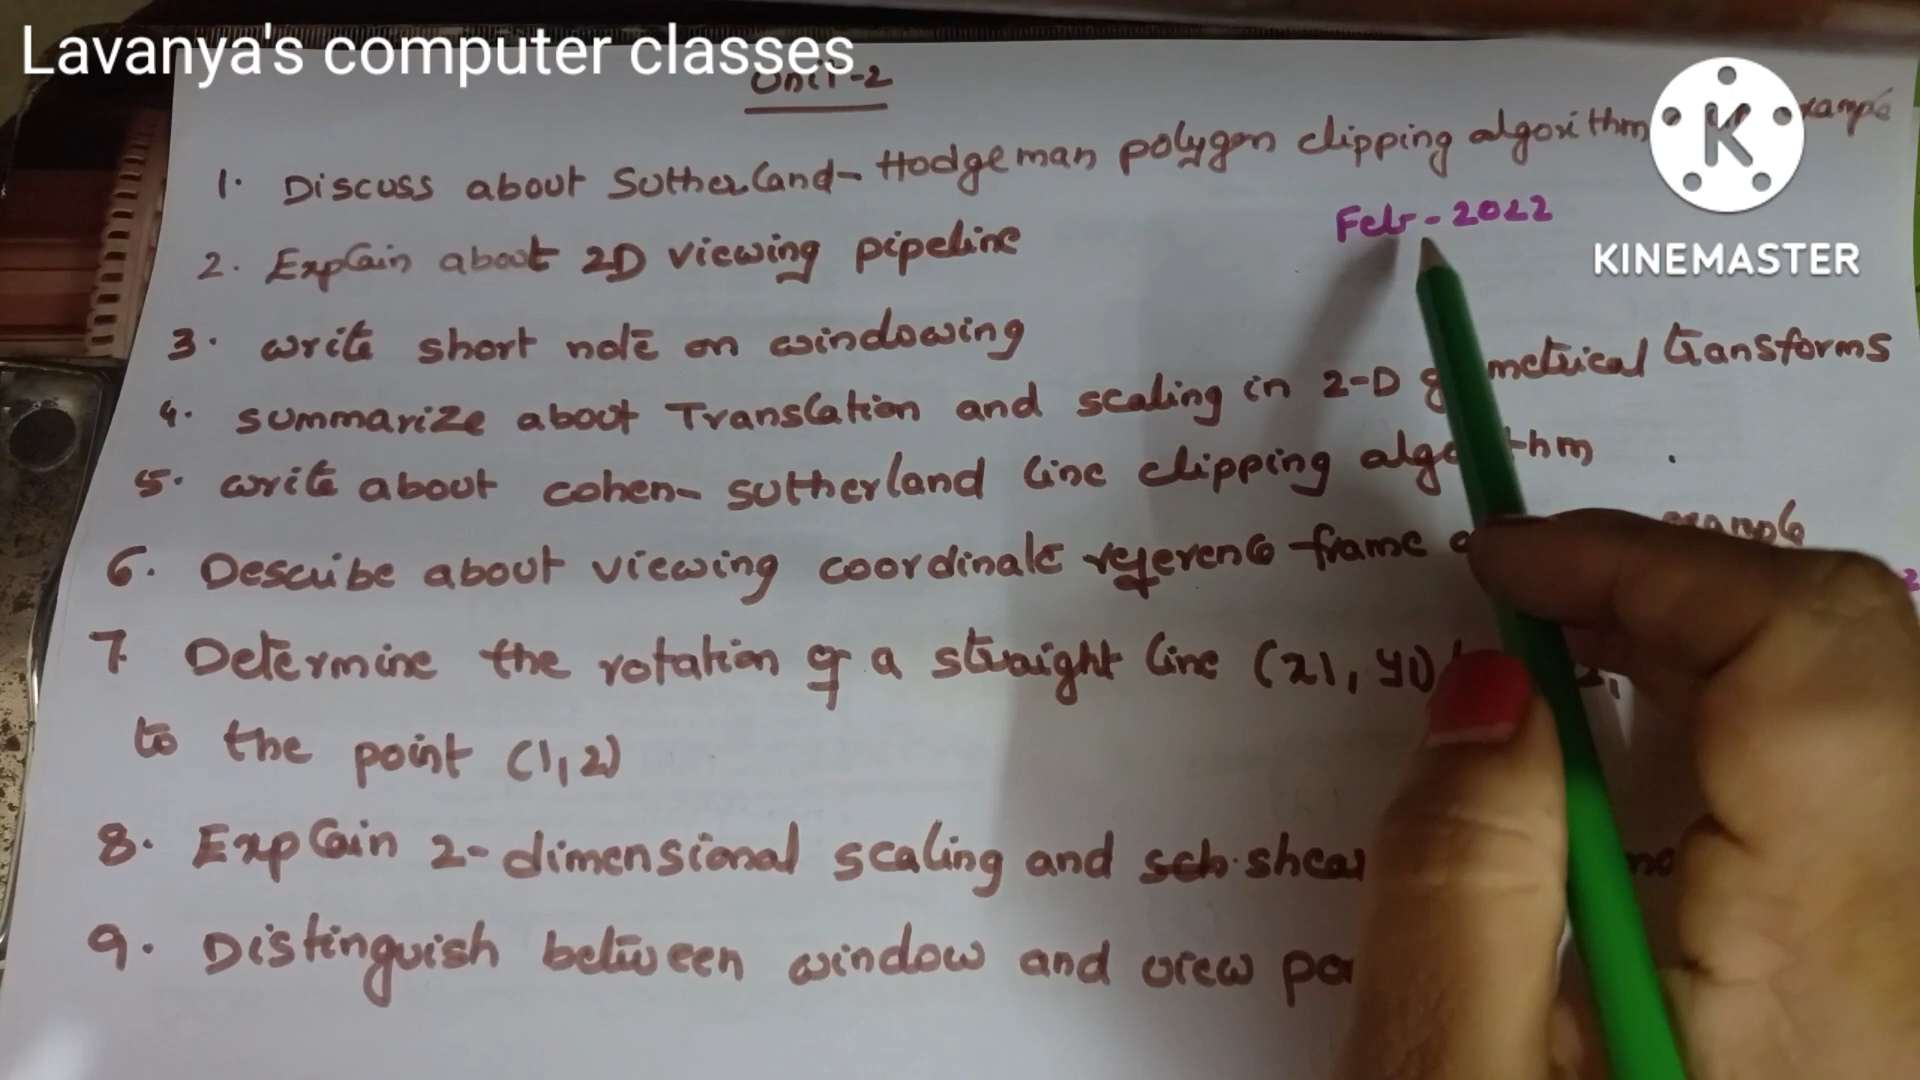 Lavanya's computer classes
Unit-2
KINEMASTER
1. Discuss about Sutherland-Hodgeman polygon clipping algorithm
Feb-2022
2. Explain about 2D viewing pipeline
3. write short note on windowing
4. summarize about Translation and scaling in 2-D transforms
5. write about cohen-sutherland line clipping
6. Describe about viewing coordinate reference frame
7. Determine the rotation of a straight line (x1, y1)
to the point (1,2)
8. Explain 2-dimensional scaling and
9. Distinguish between window and view